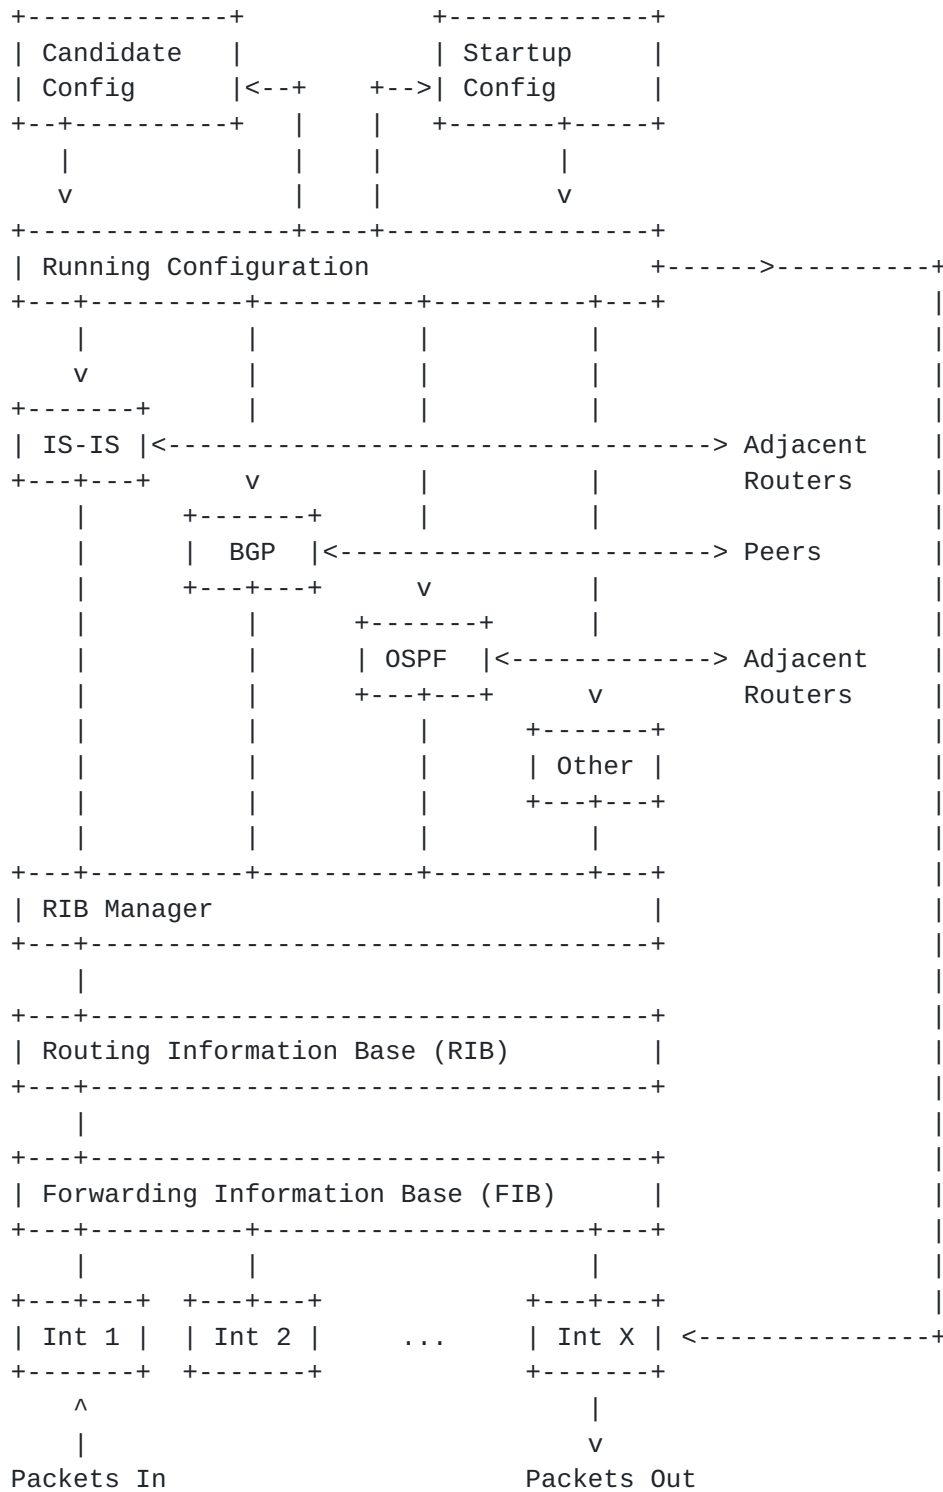 Candidate Startup
Config Config
Running Configuration
IS-IS Adjacent
Routers
BGP Peers
OSPF Adjacent
Routers
Other
RIB Manager
Routing Information Base (RIB)
Forwarding Information Base (FIB)
Int 1 Int 2 ... Int X
Packets In Packets Out